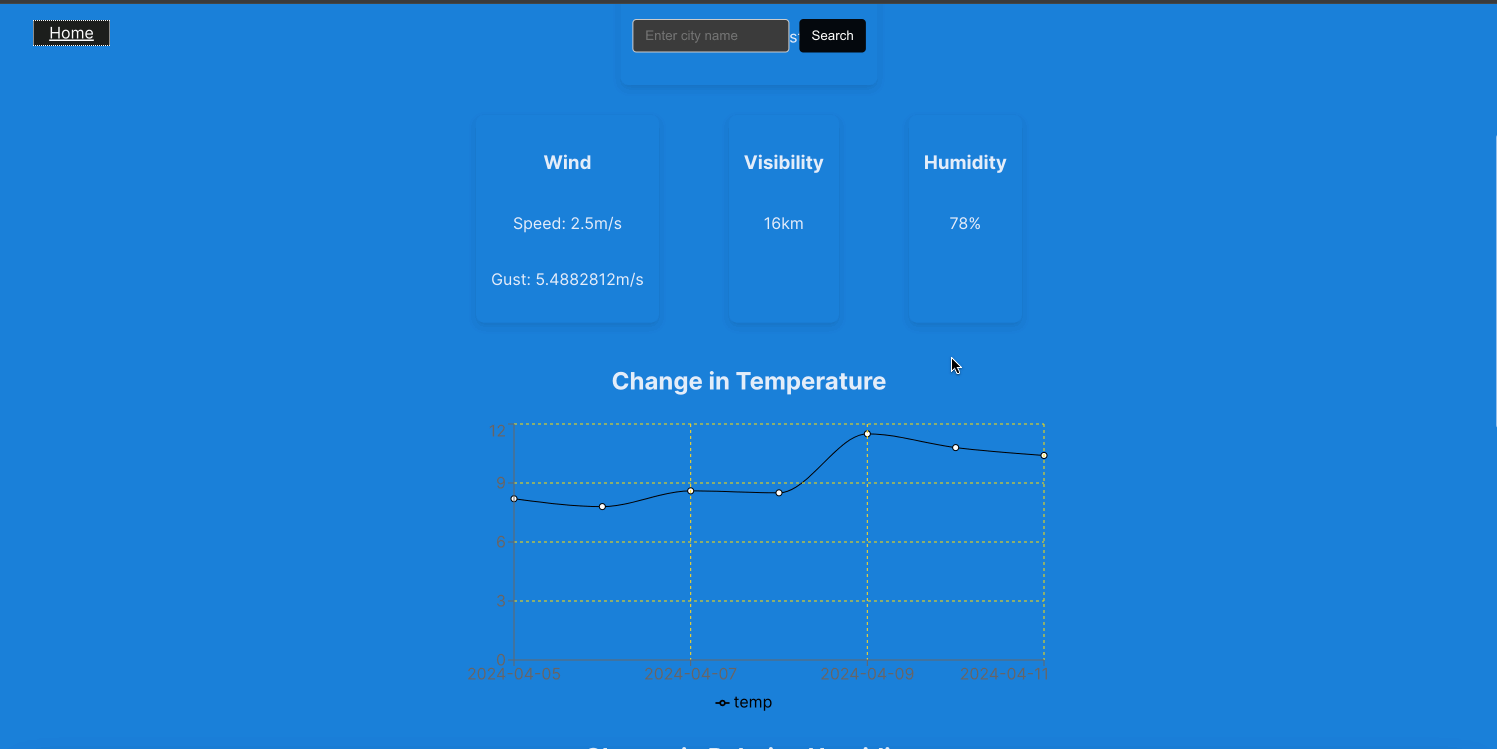 Home
Enter city name
Search
Wind
Visibility
Humidity
Speed: 2.5m/s
16km
78%
Gust: 5.4882812m/s
Change in Temperature
12
9
6
3
0
2024-04-05 2024-04-07 2024-04-09 2024-04-11
temp